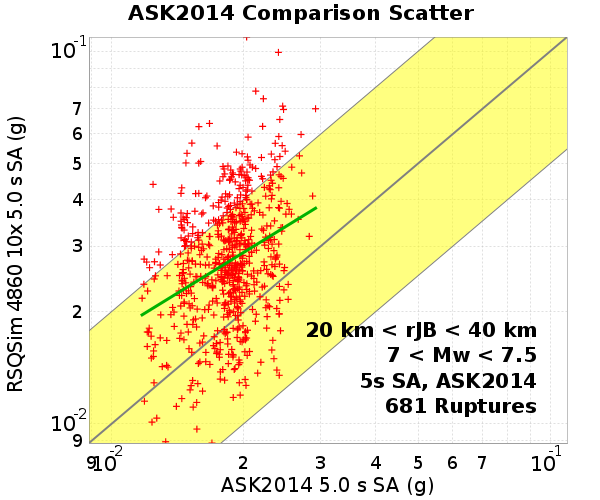 ASK2014 Comparison Scatter
RSQSim 4860 10x 5.0 s SA (g)
10⁻¹
7
6
5
4
3
2
10⁻²
9
20 km < rJB < 40 km
7 < Mw < 7.5
5s SA, ASK2014
681 Ruptures
9 10⁻² 2 3 4 5 6 7 10⁻¹
ASK2014 5.0 s SA (g)